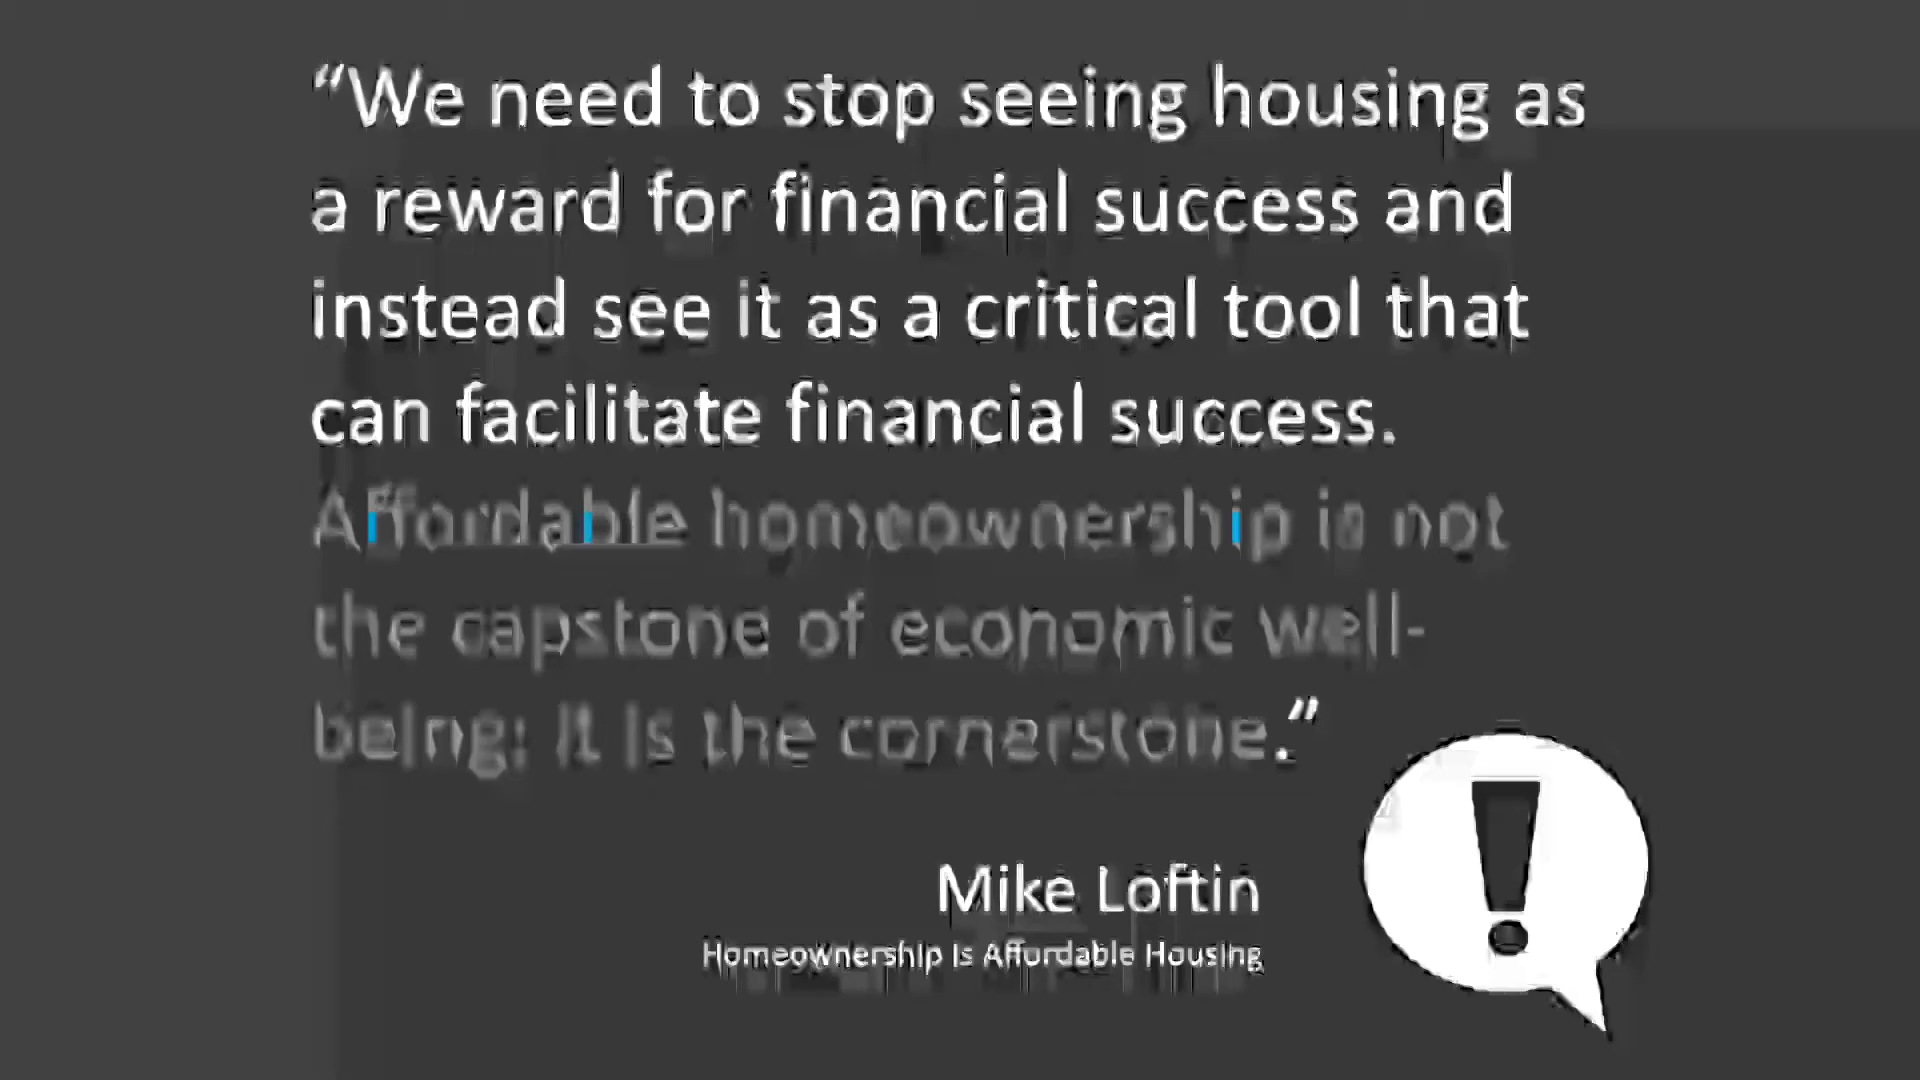 “We need to stop seeing housing as
a reward for financial success and
instead see it as a critical tool that
can facilitate financial success.
Affordable homeownership is not
the capstone of economic well-
being; it is the cornerstone.”
Mike Loftin
Homeownership Is Affordable Housing
!